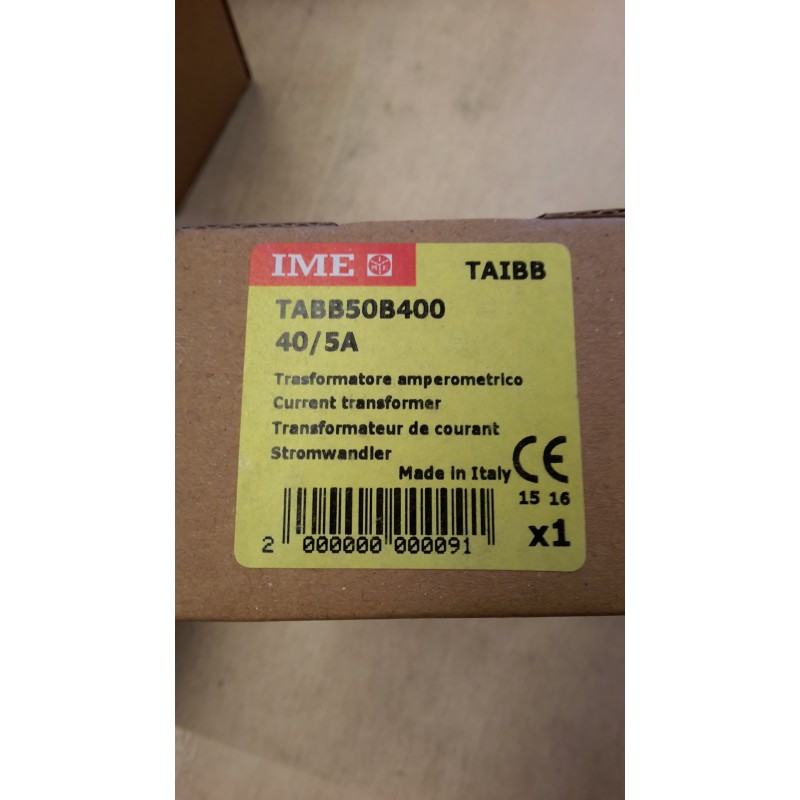 IME
TAIBB
TABB50B400
40/5A
Trasformatore amperometrico
Current transformer
Transformateur de courant
Stromwandler
Made in Italy
CE
15 16
2 000000 000091
x1